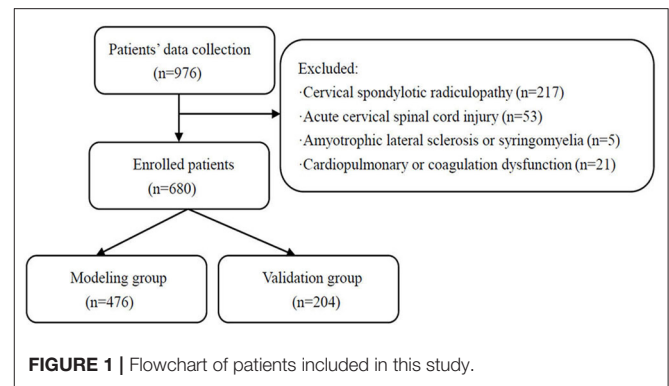 Patients' data collection
(n=976)
Excluded:
·Cervical spondylotic radiculopathy (n=217)
·Acute cervical spinal cord injury (n=53)
·Amyotrophic lateral sclerosis or syringomyelia (n=5)
·Cardiopulmonary or coagulation dysfunction (n=21)
Enrolled patients
(n=680)
Modeling group
(n=476)
Validation group
(n=204)
FIGURE 1 | Flowchart of patients included in this study.